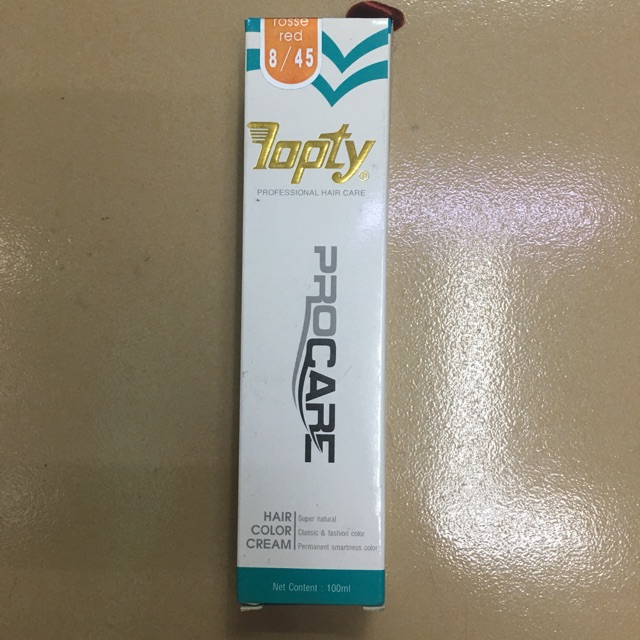 rosse
red
8/45
Topty®
PROFESSIONAL HAIR CARE
PROCARE
HAIR
COLOR
CREAM
Super natural
Classic & fashion color
Permanent smartness color
Net Content : 100ml